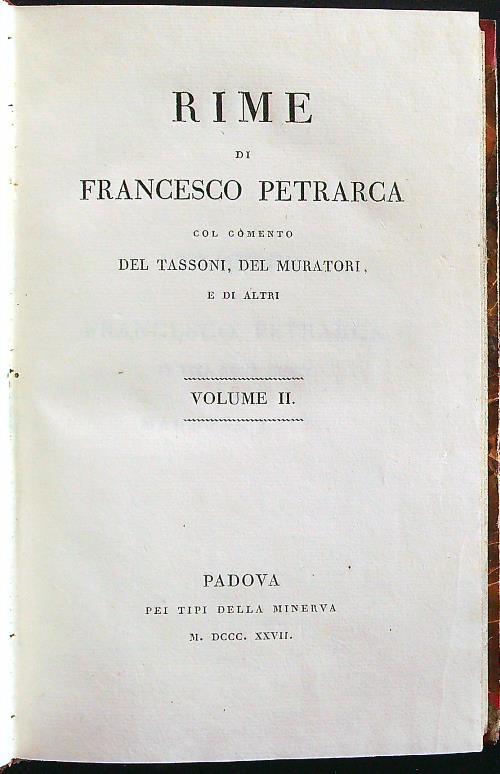 RIME
DI
FRANCESCO PETRARCA
COL COMENTO
DEL TASSONI, DEL MURATORI,
E DI ALTRI
VOLUME II.
PADOVA
PEI TIPI DELLA MINERVA
M. DCCC. XXVII.